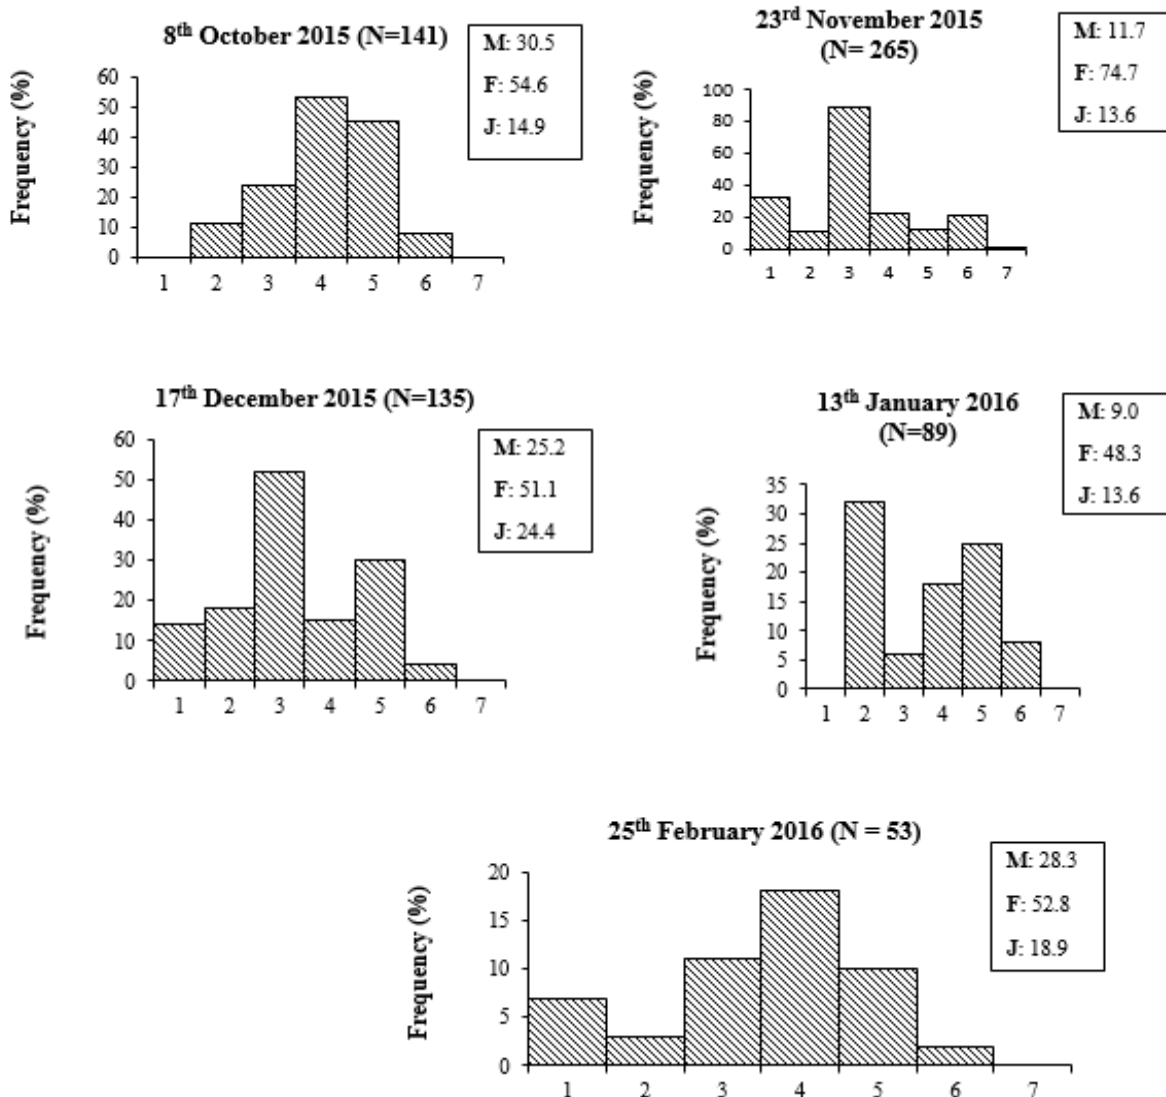 8th October 2015 (N=141)
M: 30.5
F: 54.6
J: 14.9
Frequency (%)
60
50
40
30
20
10
0
1 2 3 4 5 6 7
23rd November 2015
(N= 265)
M: 11.7
F: 74.7
J: 13.6
Frequency (%)
100
80
60
40
20
0
1 2 3 4 5 6 7
17th December 2015 (N=135)
M: 25.2
F: 51.1
J: 24.4
Frequency (%)
60
50
40
30
20
10
0
1 2 3 4 5 6 7
13th January 2016
(N=89)
M: 9.0
F: 48.3
J: 13.6
Frequency (%)
35
30
25
20
15
10
5
0
1 2 3 4 5 6 7
25th February 2016 (N = 53)
M: 28.3
F: 52.8
J: 18.9
Frequency (%)
20
15
10
5
0
1 2 3 4 5 6 7